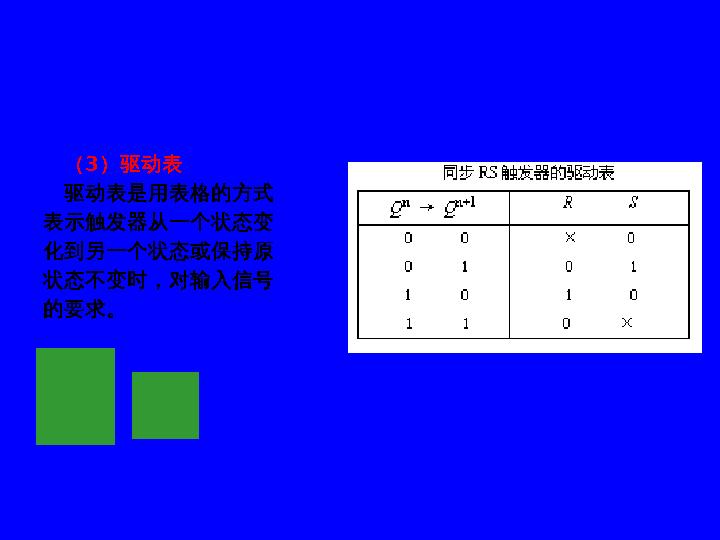 （3）驱动表
驱动表是用表格的方式
表示触发器从一个状态变
化到另一个状态或保持原
状态不变时，对输入信号
的要求。
同步 RS 触发器的驱动表
Qⁿ → Qⁿ⁺¹ R S
0 0 × 0
0 1 0 1
1 0 1 0
1 1 0 ×